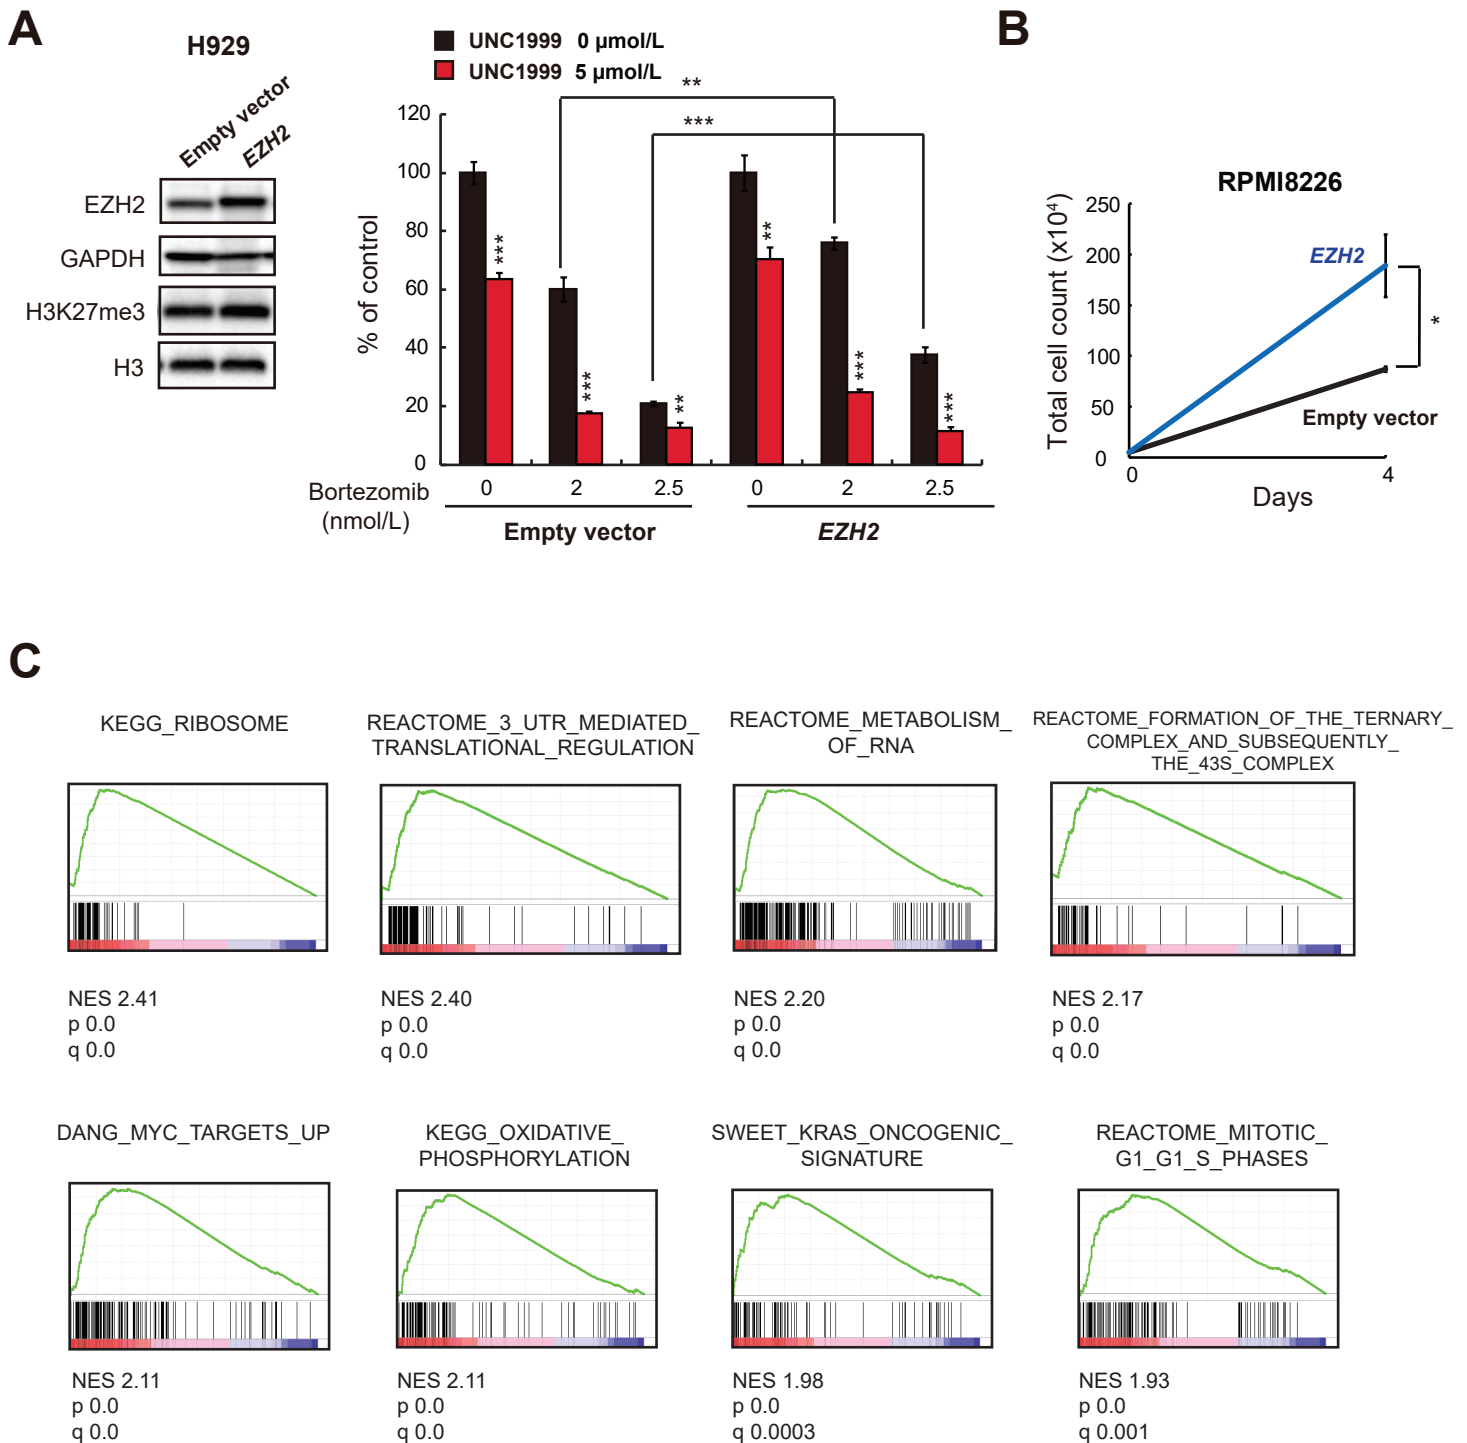 A
H929
Empty vector
EZH2
EZH2
GAPDH
H3K27me3
H3
UNC1999 0 µmol/L
UNC1999 5 µmol/L
% of control
120
100
80
60
40
20
0
**
***
***
***
**
**
***
***
Bortezomib
(nmol/L)
0 2 2.5 0 2 2.5
Empty vector EZH2
B
RPMI8226
Total cell count (x10⁴)
250
200
150
100
50
0
EZH2
*
Empty vector
0 4
Days
C
KEGG_RIBOSOME
NES 2.41
p 0.0
q 0.0
REACTOME_3_UTR_MEDIATED_
TRANSLATIONAL_REGULATION
NES 2.40
p 0.0
q 0.0
REACTOME_METABOLISM_
OF_RNA
NES 2.20
p 0.0
q 0.0
REACTOME_FORMATION_OF_THE_TERNARY_
COMPLEX_AND_SUBSEQUENTLY_
THE_43S_COMPLEX
NES 2.17
p 0.0
q 0.0
DANG_MYC_TARGETS_UP
NES 2.11
p 0.0
q 0.0
KEGG_OXIDATIVE_
PHOSPHORYLATION
NES 2.11
p 0.0
q 0.0
SWEET_KRAS_ONCOGENIC_
SIGNATURE
NES 1.98
p 0.0
q 0.0003
REACTOME_MITOTIC_
G1_G1_S_PHASES
NES 1.93
p 0.0
q 0.001